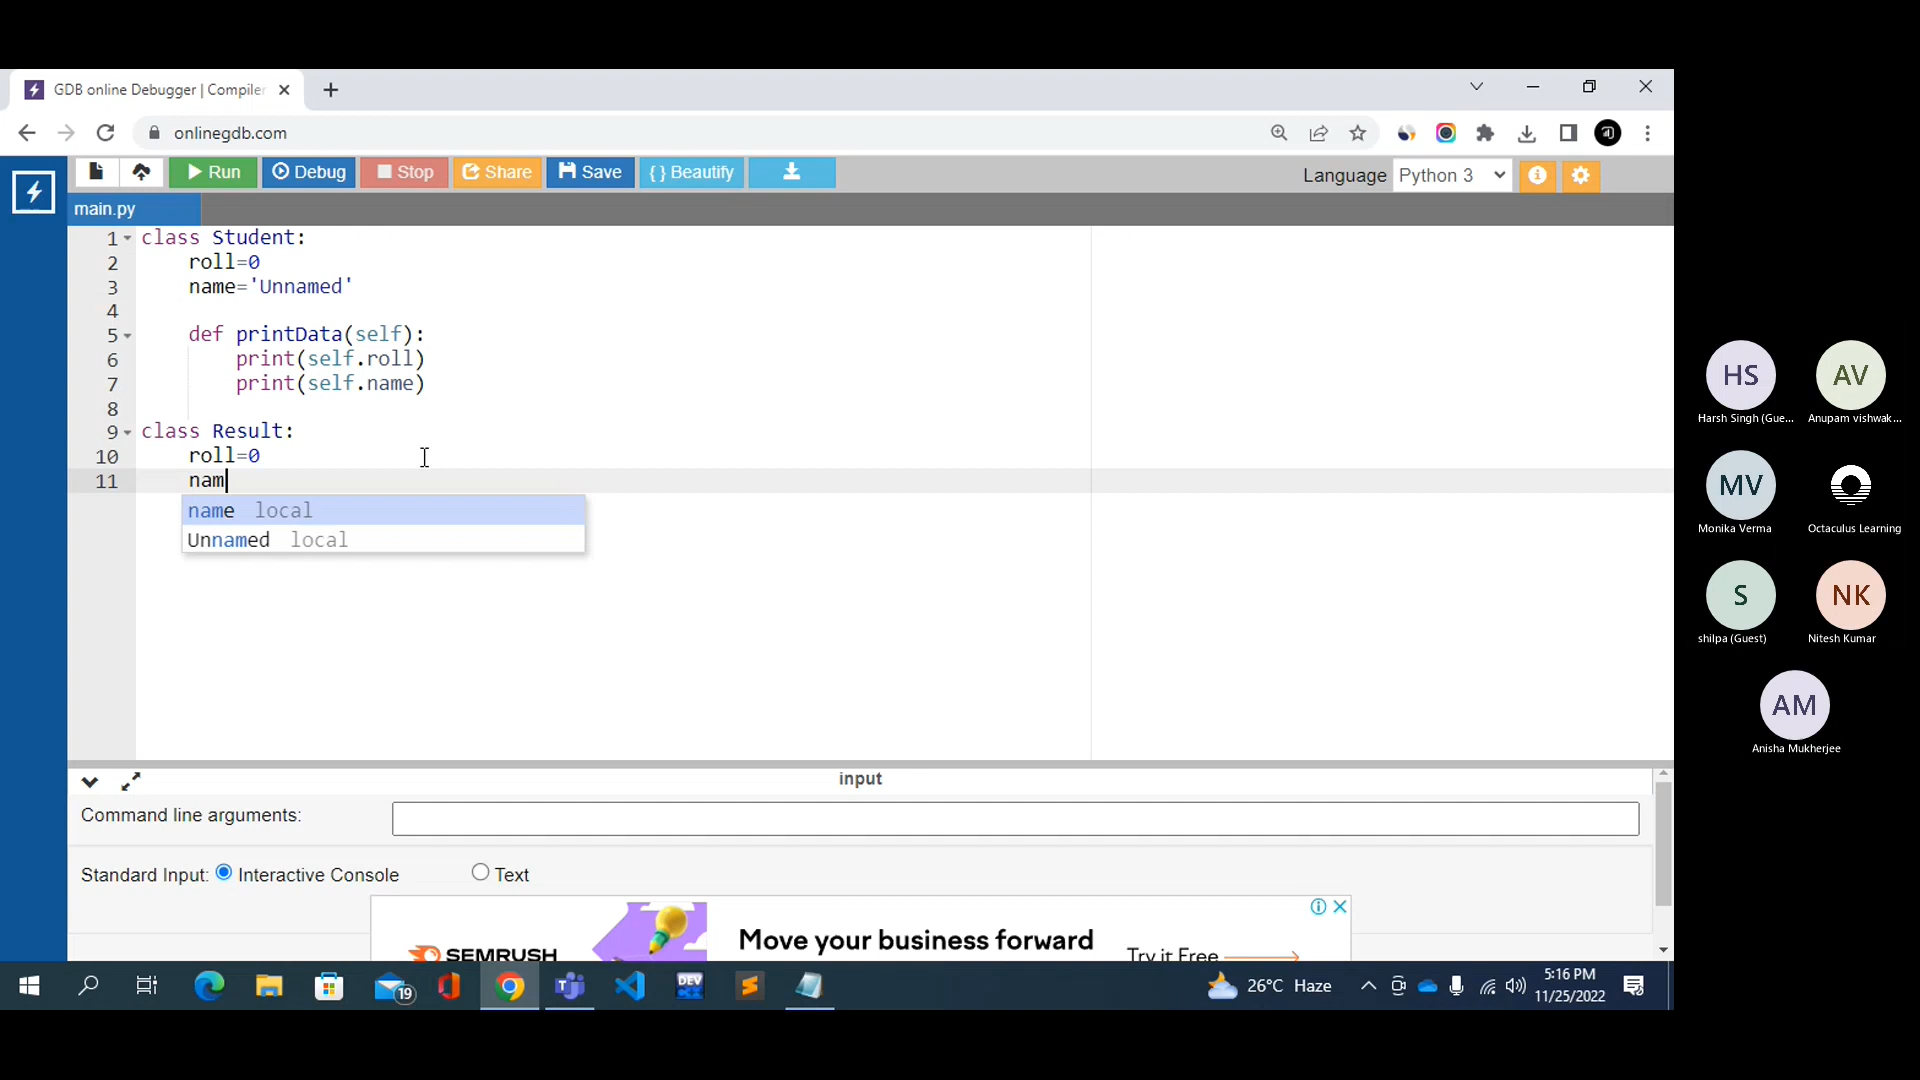 GDB online Debugger | Compiler
onlinegdb.com
Run Debug Stop Share Save { } Beautify Language Python 3
main.py
1 class Student:
2 roll=0
3 name='Unnamed'
4
5 def printData(self):
6 print(self.roll)
7 print(self.name)
8
9 class Result:
10 roll=0
11 nam
name local
Unnamed local
input
Command line arguments:
Standard Input: Interactive Console Text
SEMRUSH
Move your business forward
Try it Free
HS
Harsh Singh (Gue...
AV
Anupam vishwak...
MV
Monika Verma
Octaculus Learning
S
shilpa (Guest)
NK
Nitesh Kumar
AM
Anisha Mukherjee
19
DEV
26°C Haze
5:16 PM
11/25/2022